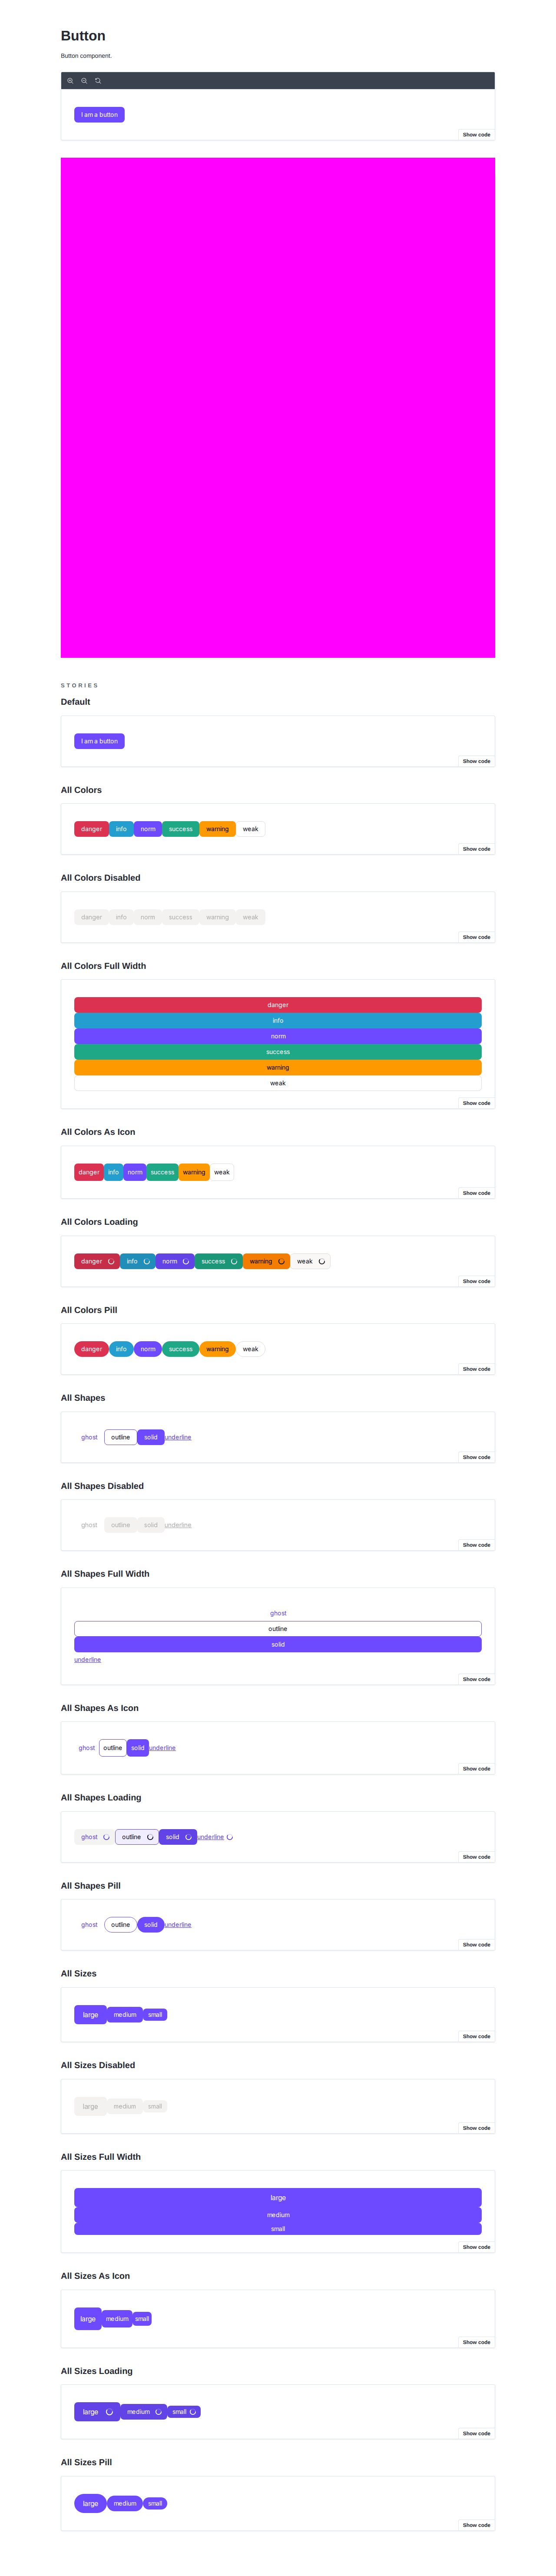 Button
Button component.
I am a button
Show code
STORIES
Default
I am a button
Show code
All Colors
danger info norm success warning weak
Show code
All Colors Disabled
danger info norm success warning weak
Show code
All Colors Full Width
danger
info
norm
success
warning
weak
Show code
All Colors As Icon
danger info norm success warning weak
Show code
All Colors Loading
danger info norm success warning weak
Show code
All Colors Pill
danger info norm success warning weak
Show code
All Shapes
ghost outline solid underline
Show code
All Shapes Disabled
ghost outline solid underline
Show code
All Shapes Full Width
ghost
outline
solid
underline
Show code
All Shapes As Icon
ghost outline solid underline
Show code
All Shapes Loading
ghost outline solid underline
Show code
All Shapes Pill
ghost outline solid underline
Show code
All Sizes
large medium small
Show code
All Sizes Disabled
large medium small
Show code
All Sizes Full Width
large
medium
small
Show code
All Sizes As Icon
large medium small
Show code
All Sizes Loading
large medium small
Show code
All Sizes Pill
large medium small
Show code